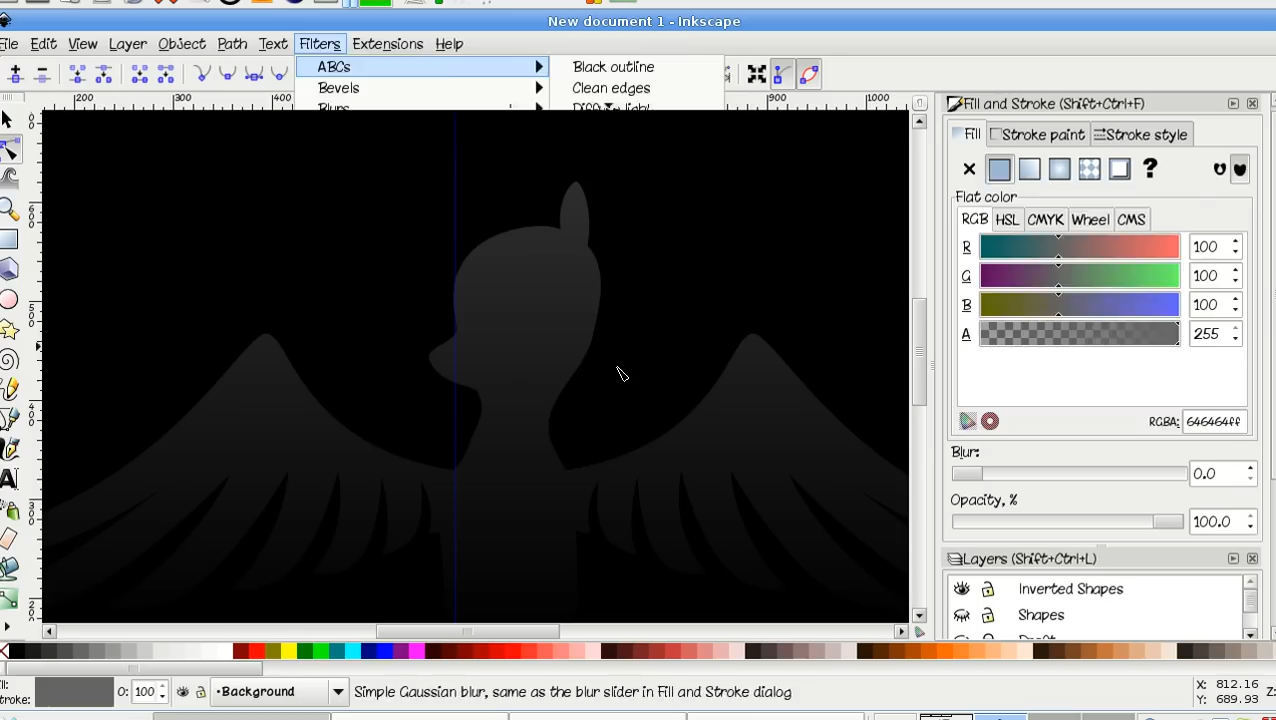 New document 1 - Inkscape
File Edit View Layer Object Path Text Filters Extensions Help
ABCs
Bevels
Blurs
Black outline
Clean edges
200 300 400 900 1000
Fill and Stroke (Shift+Ctrl+F)
Fill Stroke paint Stroke style
?
Flat color
RGB HSL CMYK Wheel CMS
R 100
G 100
B 100
A 255
RGBA: 646464ff
Blur:
0.0
Opacity, %
100.0
Layers (Shift+Ctrl+L)
Inverted Shapes
Shapes
Draft
Fill:
Stroke:
O: 100
•Background
Simple Gaussian blur, same as the blur slider in Fill and Stroke dialog
X: 812.16
Y: 689.93
Z: